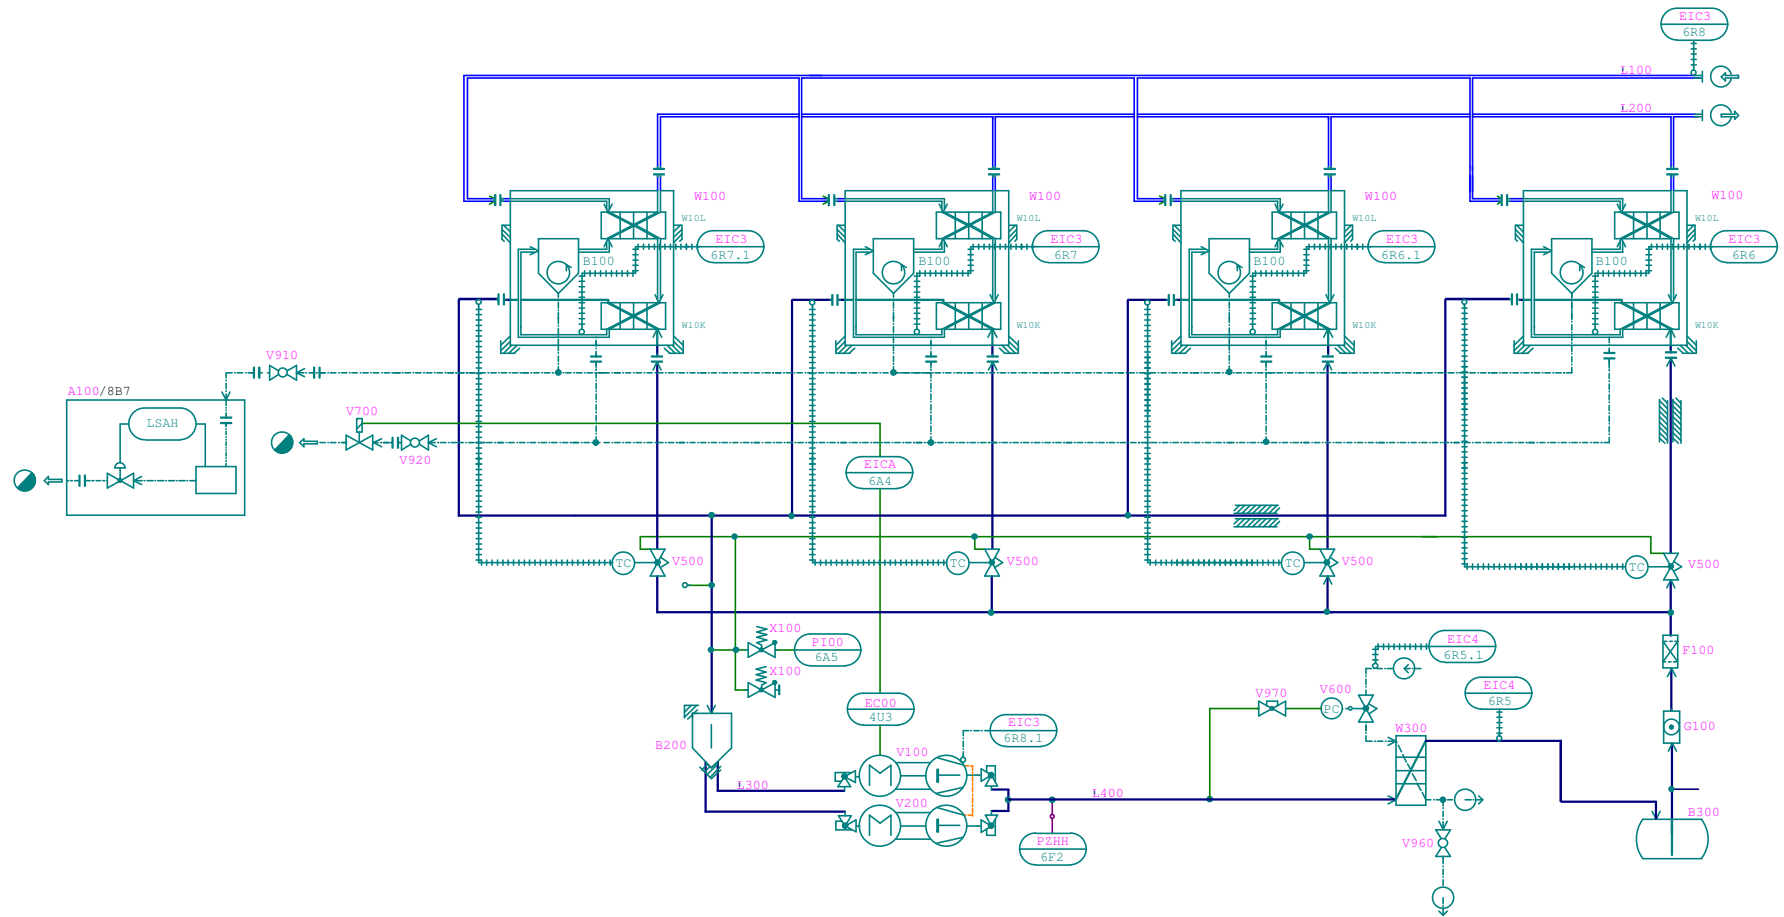 EIC3
6R8
L100
L200
W100
W100
W100
W100
W10L
W10L
W10L
W10L
EIC3
6R7.1
EIC3
6R7
EIC3
6R6.1
EIC3
6R6
B100
B100
B100
B100
W10K
W10K
W10K
W10K
V910
A100/8B7
LSAH
V700
V920
EICA
6A4
TC
V500
TC
V500
TC
V500
TC
V500
X100
PI00
6A5
X100
EIC4
6R5.1
F100
EC00
4U3
EIC3
6R8.1
V970
V600
PC
EIC4
6R5
W300
G100
B200
V100
L300
V200
L400
PZHH
6F2
V960
B300